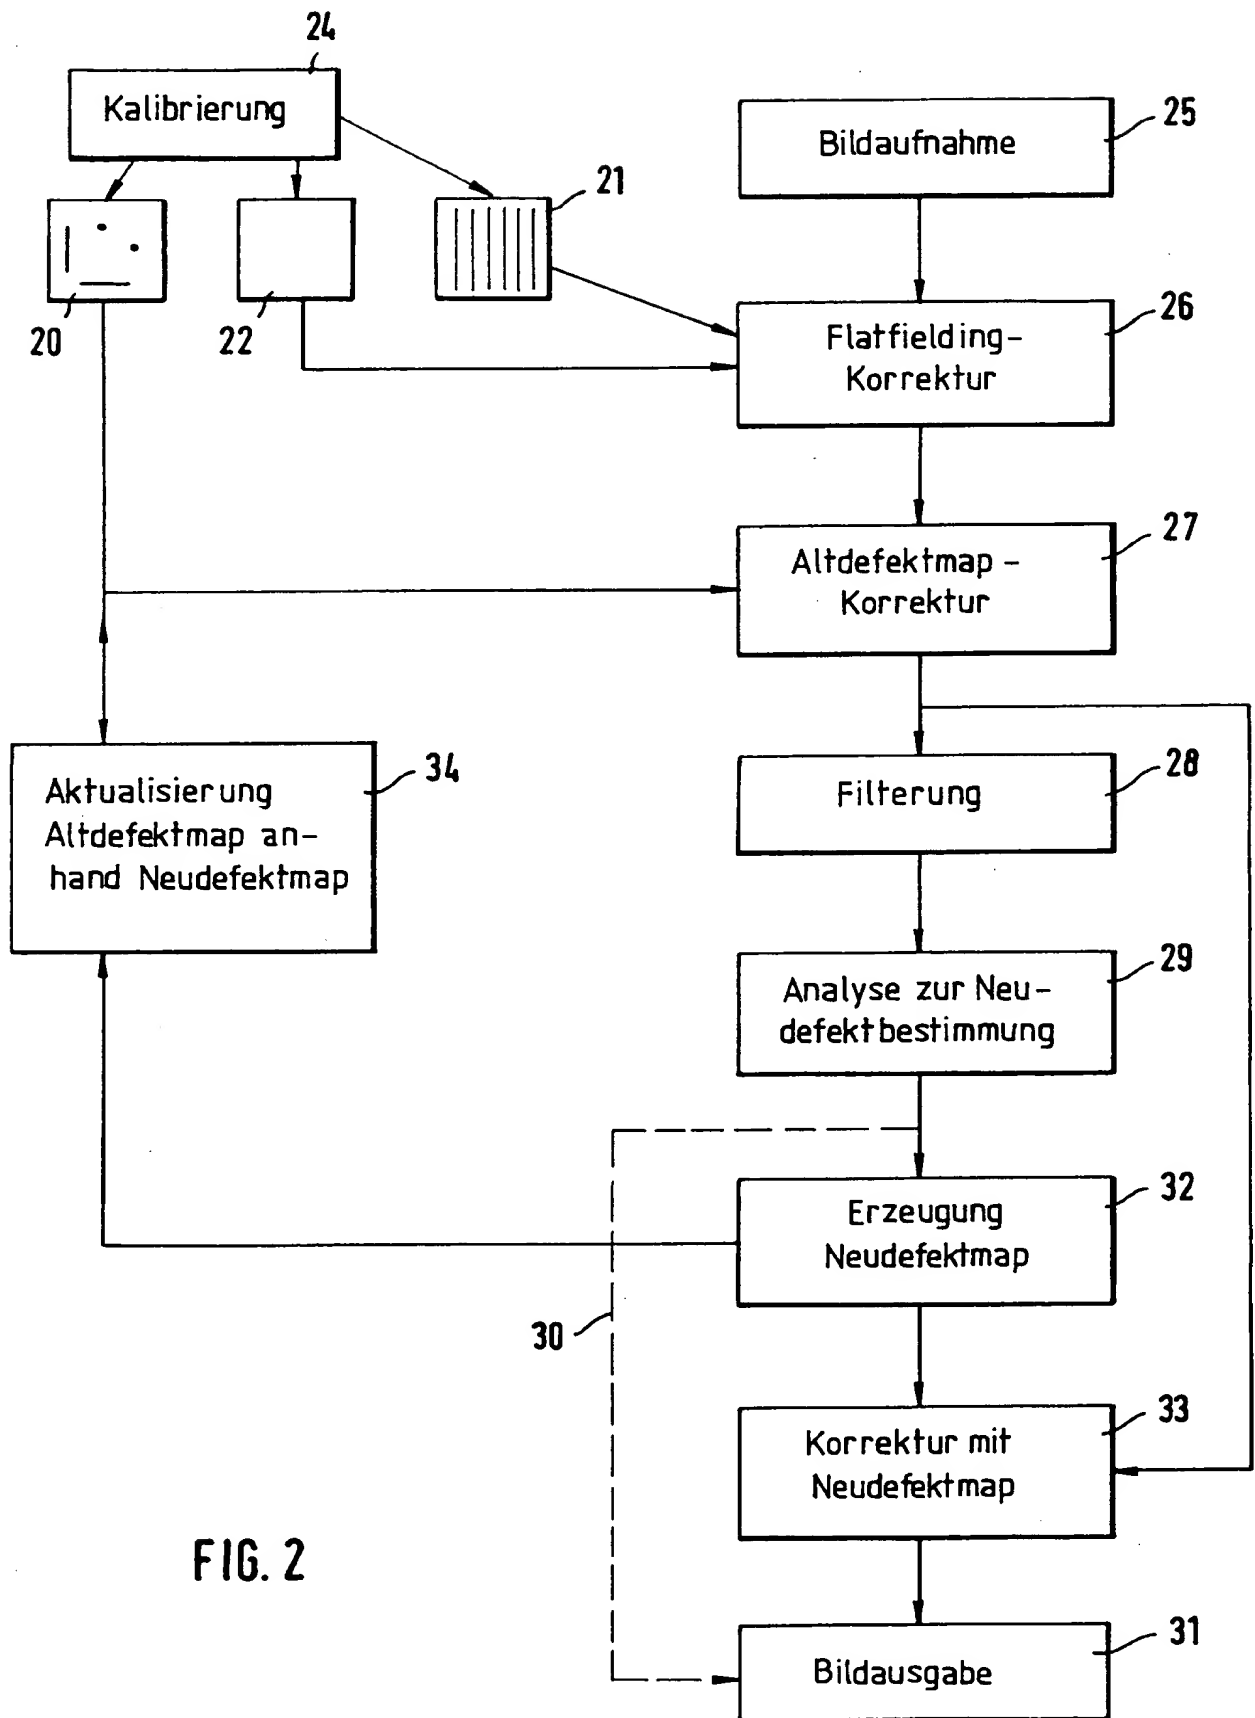 24
Kalibrierung
25
Bildaufnahme
21
20
22
26
Flatfielding-
Korrektur
27
Altdefektmap-
Korrektur
34
Aktualisierung
Altdefektmap an-
hand Neudefektmap
28
Filterung
29
Analyse zur Neu-
defektbestimmung
32
Erzeugung
Neudefektmap
30
33
Korrektur mit
Neudefektmap
FIG. 2
31
Bildausgabe